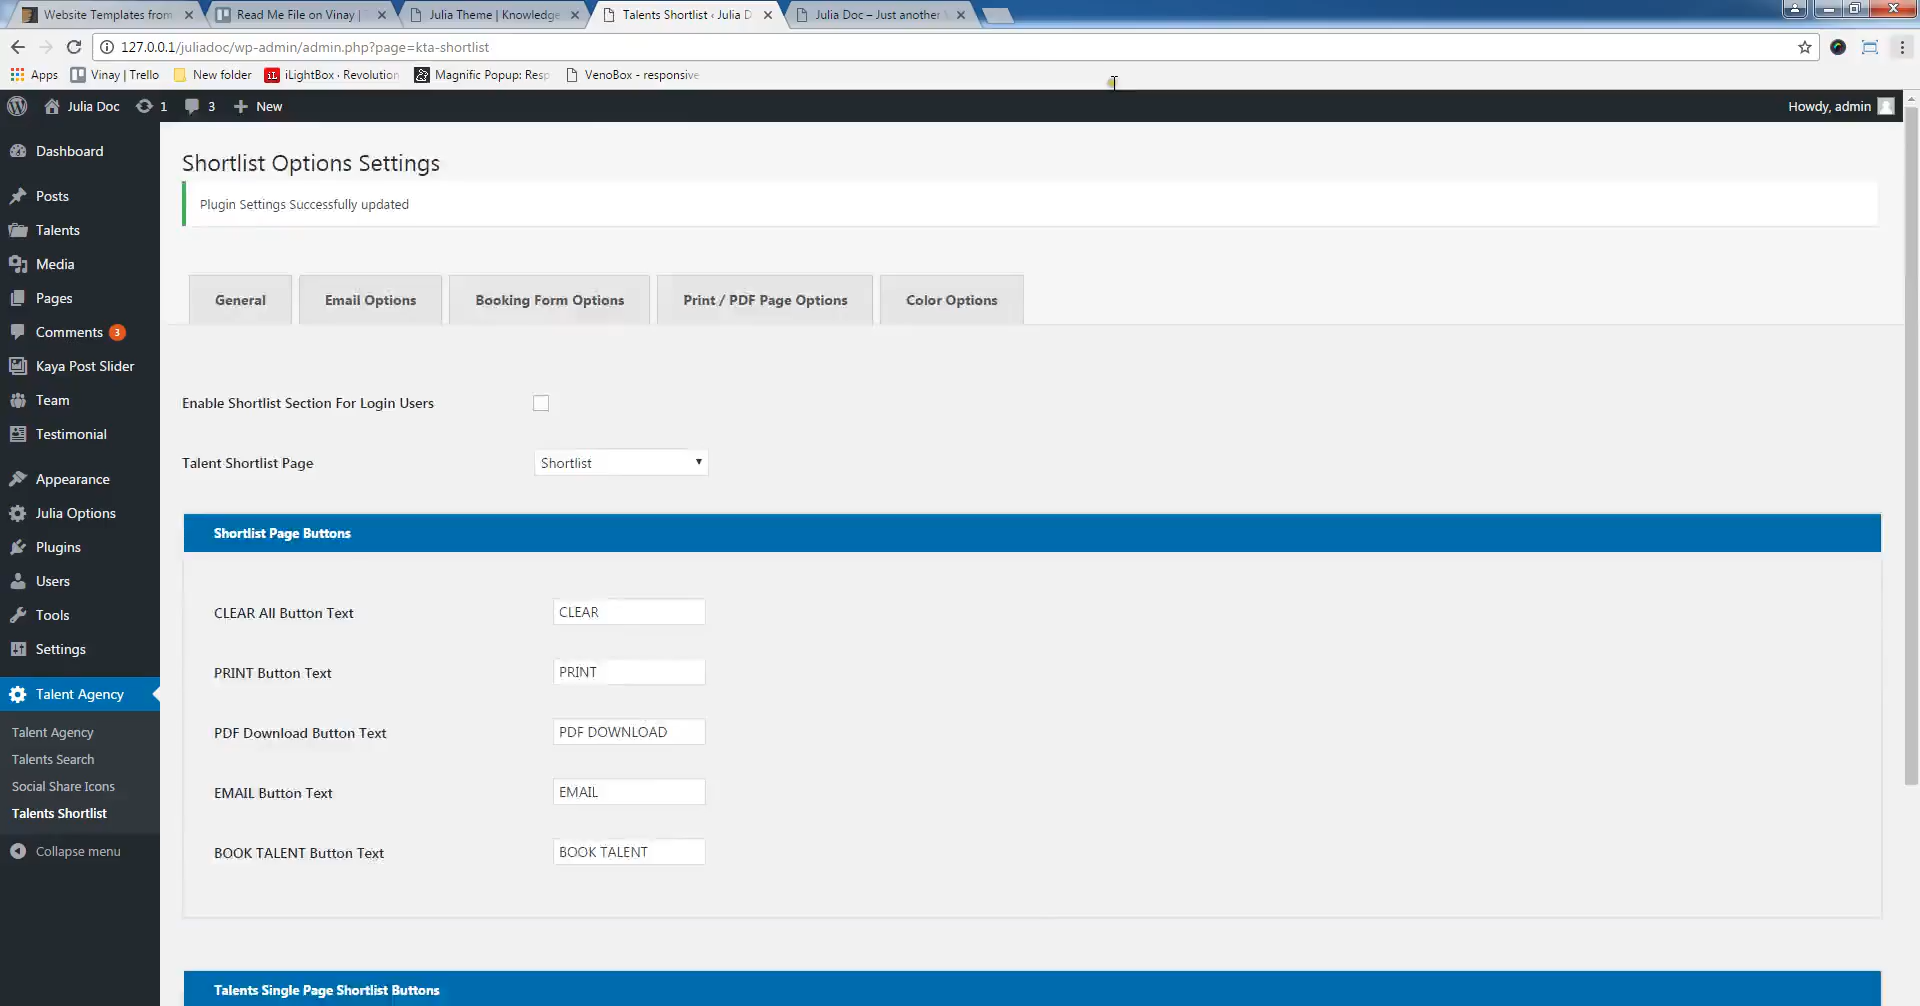 Website Templates from
Read Me File on Vinay |
Julia Theme | Knowledge
Talents Shortlist ‹ Julia D
Julia Doc – Just another
127.0.0.1/juliadoc/wp-admin/admin.php?page=kta-shortlist
Apps
Vinay | Trello
New folder
iL
iLightBox · Revolution
Magnific Popup: Resp
VenoBox - responsive
Julia Doc
1
3
New
Howdy, admin
Dashboard
Posts
Talents
Media
Pages
Comments 3
Kaya Post Slider
Team
Testimonial
Appearance
Julia Options
Plugins
Users
Tools
Settings
Talent Agency
Talent Agency
Talents Search
Social Share Icons
Talents Shortlist
Collapse menu
Shortlist Options Settings
Plugin Settings Successfully updated
General
Email Options
Booking Form Options
Print / PDF Page Options
Color Options
Enable Shortlist Section For Login Users
Talent Shortlist Page
Shortlist
Shortlist Page Buttons
CLEAR All Button Text
CLEAR
PRINT Button Text
PRINT
PDF Download Button Text
PDF DOWNLOAD
EMAIL Button Text
EMAIL
BOOK TALENT Button Text
BOOK TALENT
Talents Single Page Shortlist Buttons